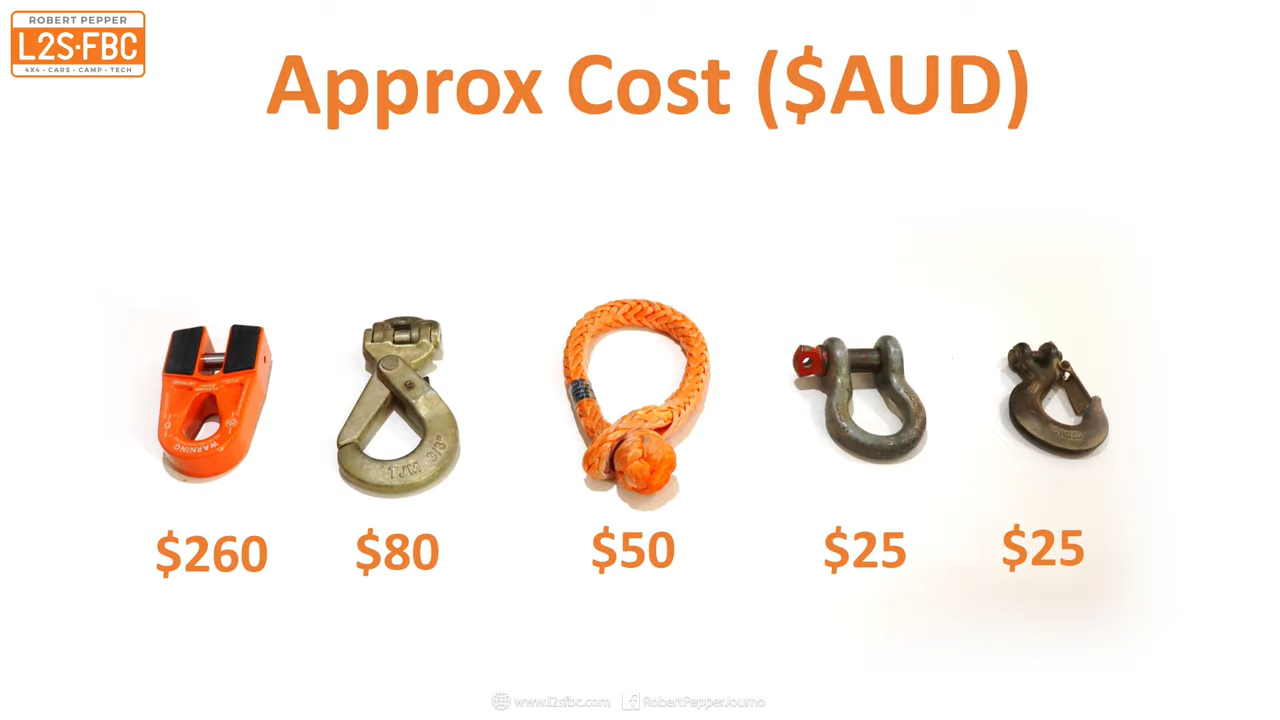 ROBERT PEPPER
L2S-FBC
4X4 • CARS • CAMP • TECH
Approx Cost ($AUD)
WARNING
TJM 3/8"
$260
$80
$50
$25
$25
www.l2sfbc.com
RobertPepperJourno